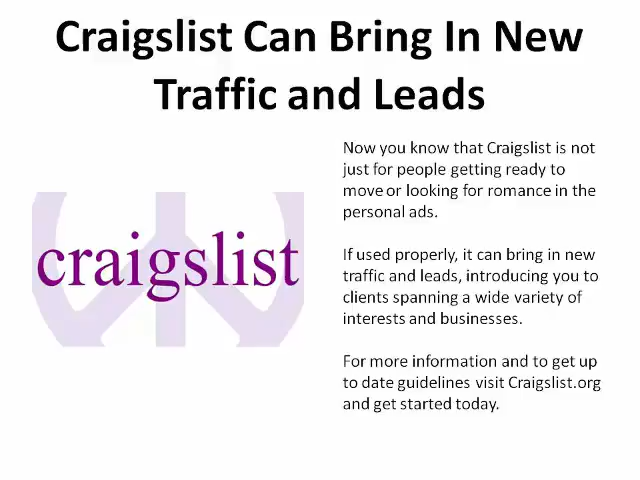 Craigslist Can Bring In New
Traffic and Leads
craigslist
Now you know that Craigslist is not
just for people getting ready to
move or looking for romance in the
personal ads.
If used properly, it can bring in new
traffic and leads, introducing you to
clients spanning a wide variety of
interests and businesses.
For more information and to get up
to date guidelines visit Craigslist.org
and get started today.